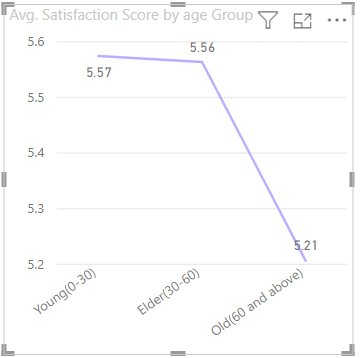 Avg. Satisfaction Score by age Group
5.6
5.56
5.57
5.5
5.4
5.3
5.21
5.2
Young(0-30)
Elder(30-60)
Old(60 and above)